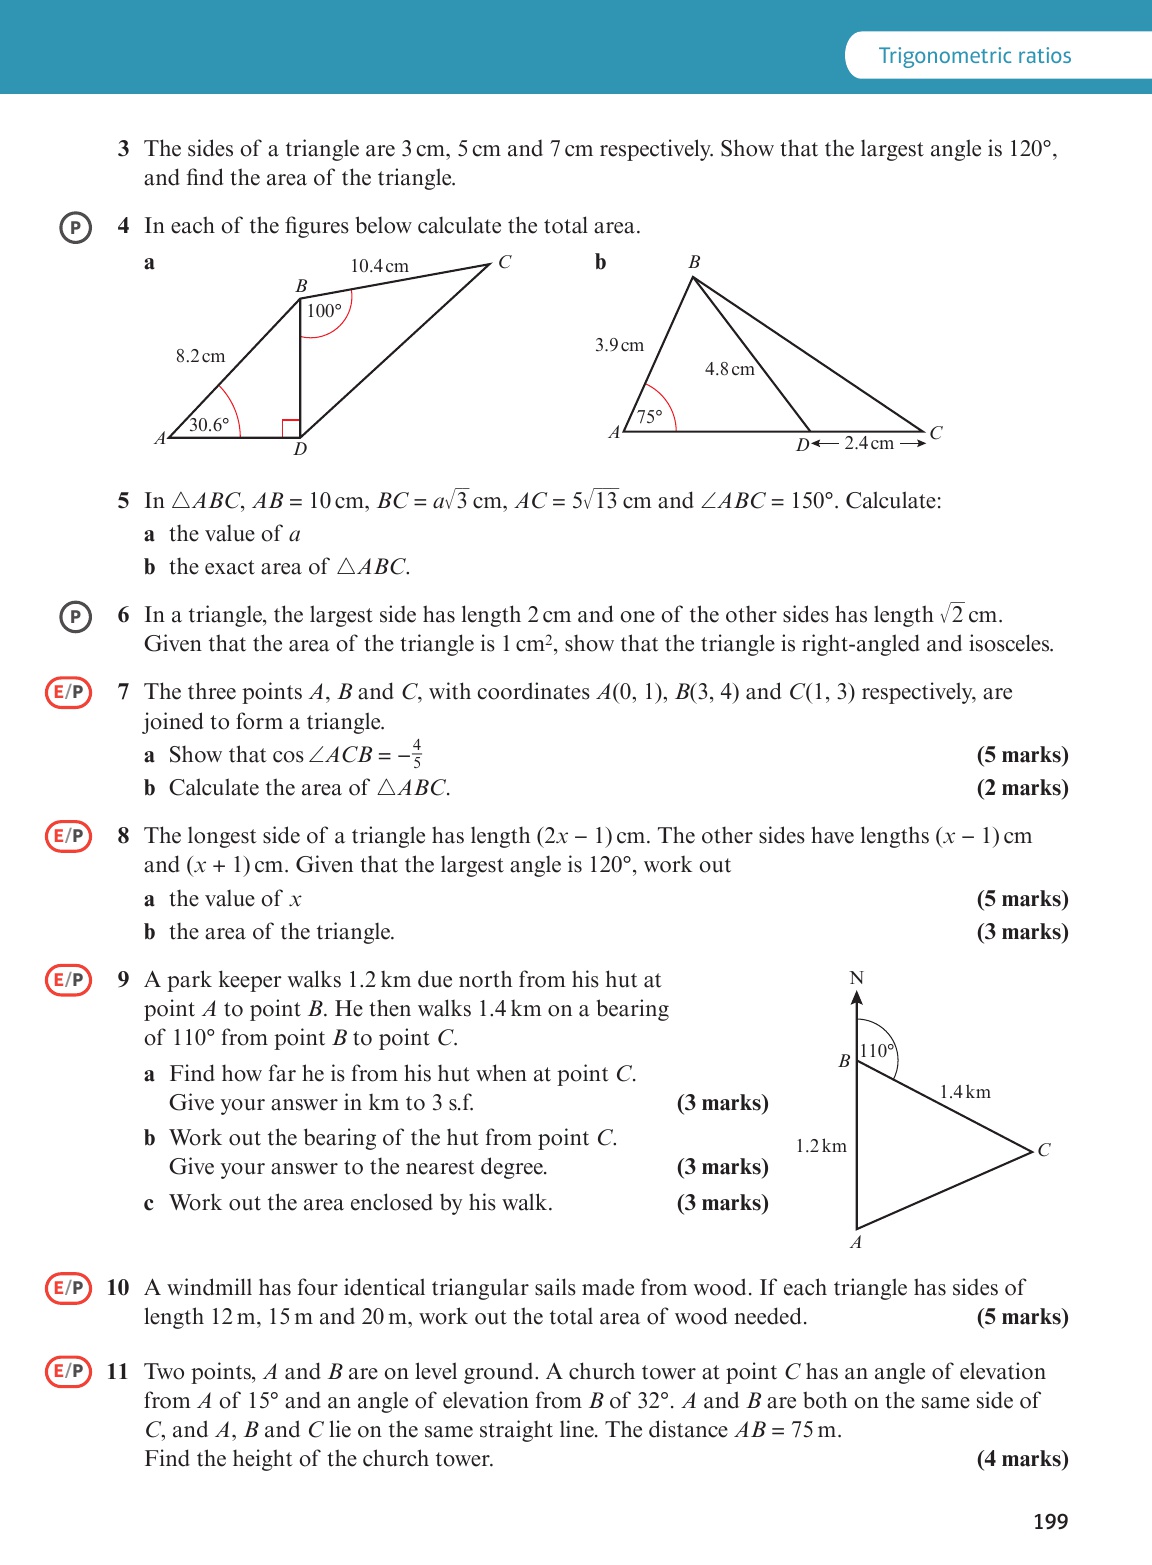 Trigonometric ratios
3 The sides of a triangle are 3 cm, 5 cm and 7 cm respectively. Show that the largest angle is 120°,
and find the area of the triangle.
P 4 In each of the figures below calculate the total area.
a
10.4 cm
C
B
100°
8.2 cm
30.6°
A
D
b
B
3.9 cm
4.8 cm
75°
A
D
2.4 cm
C
5 In △ABC, AB = 10 cm, BC = a√3 cm, AC = 5√13 cm and ∠ABC = 150°. Calculate:
a the value of a
b the exact area of △ABC.
P 6 In a triangle, the largest side has length 2 cm and one of the other sides has length √2 cm.
Given that the area of the triangle is 1 cm², show that the triangle is right-angled and isosceles.
E/P 7 The three points A, B and C, with coordinates A(0, 1), B(3, 4) and C(1, 3) respectively, are
joined to form a triangle.
a Show that cos ∠ACB = −4/5 (5 marks)
b Calculate the area of △ABC. (2 marks)
E/P 8 The longest side of a triangle has length (2x − 1) cm. The other sides have lengths (x − 1) cm
and (x + 1) cm. Given that the largest angle is 120°, work out
a the value of x (5 marks)
b the area of the triangle. (3 marks)
E/P 9 A park keeper walks 1.2 km due north from his hut at
point A to point B. He then walks 1.4 km on a bearing
of 110° from point B to point C.
a Find how far he is from his hut when at point C.
Give your answer in km to 3 s.f. (3 marks)
b Work out the bearing of the hut from point C.
Give your answer to the nearest degree. (3 marks)
c Work out the area enclosed by his walk. (3 marks)
N
B
110°
1.4 km
1.2 km
C
A
E/P 10 A windmill has four identical triangular sails made from wood. If each triangle has sides of
length 12 m, 15 m and 20 m, work out the total area of wood needed. (5 marks)
E/P 11 Two points, A and B are on level ground. A church tower at point C has an angle of elevation
from A of 15° and an angle of elevation from B of 32°. A and B are both on the same side of
C, and A, B and C lie on the same straight line. The distance AB = 75 m.
Find the height of the church tower. (4 marks)
199